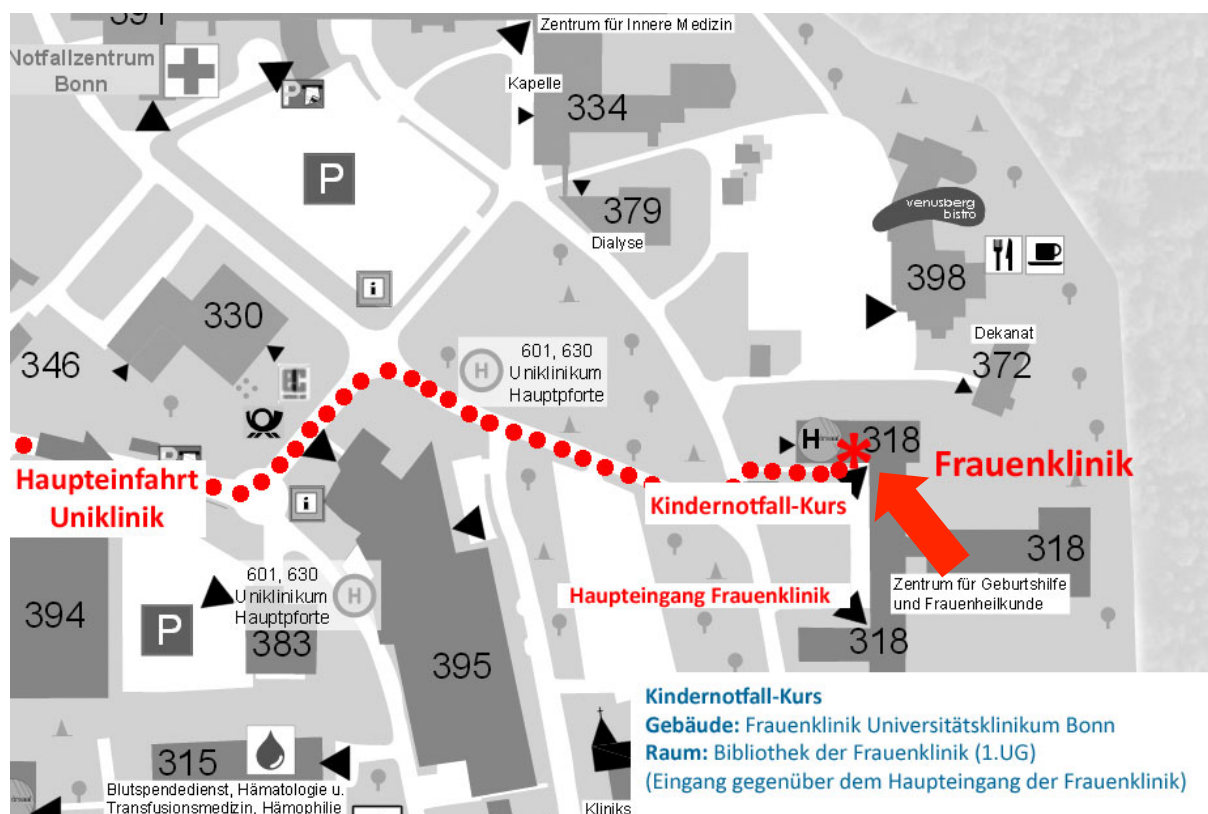 391
Zentrum für Innere Medizin
Notfallzentrum
Bonn
P
Kapelle
334
P
venusberg
bistro
379
Dialyse
398
i
330
Dekanat
372
346
H
601, 630
Uniklinikum
Hauptpforte
H
318
Frauenklinik
P
Haupteinfahrt
Uniklinik
Kindernotfall-Kurs
i
318
601, 630
Uniklinikum
Hauptpforte
H
Haupteingang Frauenklinik
Zentrum für Geburtshilfe
und Frauenheilkunde
394
P
383
395
318
Kindernotfall-Kurs
Gebäude: Frauenklinik Universitätsklinikum Bonn
Raum: Bibliothek der Frauenklinik (1.UG)
(Eingang gegenüber dem Haupteingang der Frauenklinik)
315
Blutspendedienst, Hämatologie u.
Transfusionsmedizin, Hämophilie
Kliniks